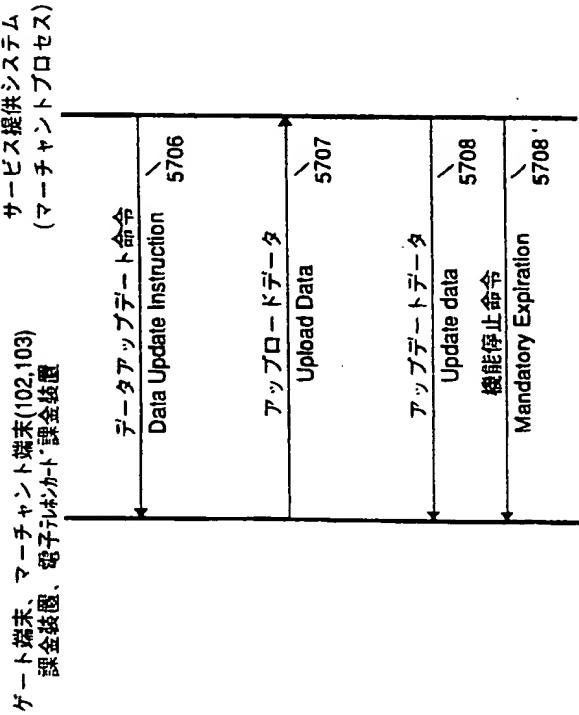 ゲート端末、マーチャント端末(102,103)
課金装置、電子テレホンカード課金装置
サービス提供システム
(マーチャントプロセス)
データアップデート命令
Data Update Instruction
5706
アップロードデータ
Upload Data
5707
アップデートデータ
Update data
5708
機能停止命令
Mandatory Expiration
5708'